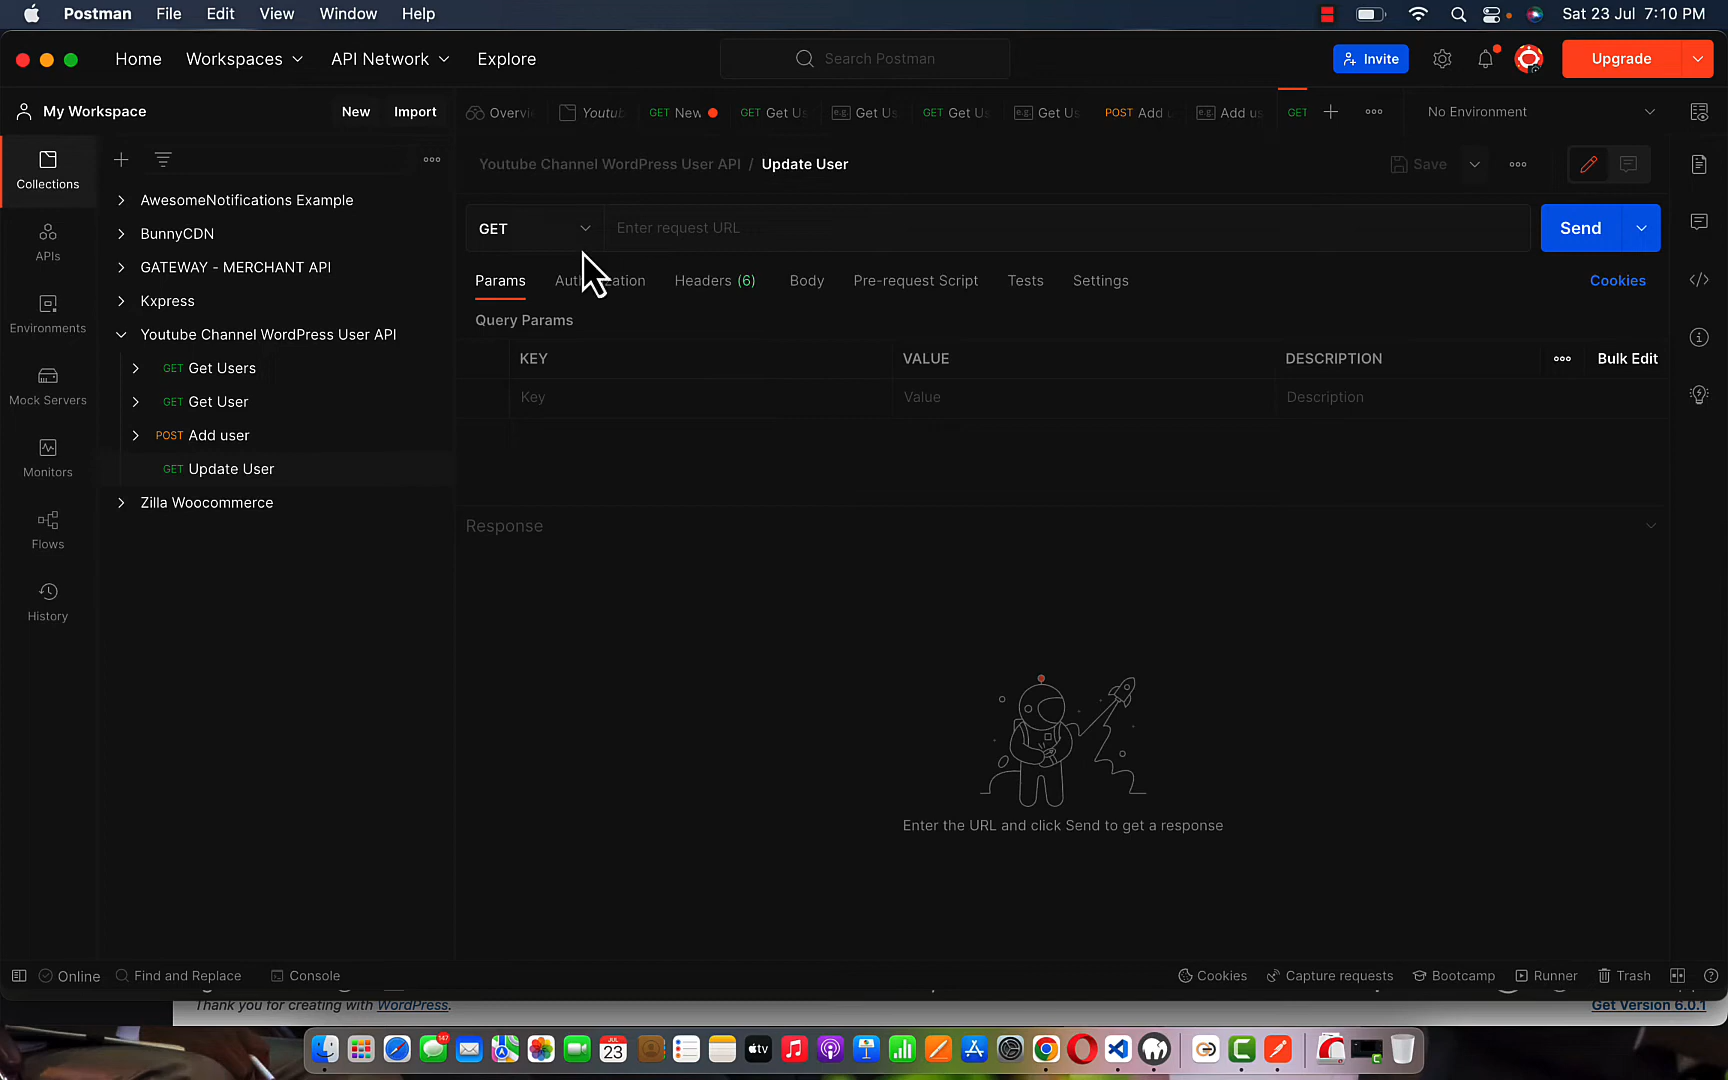 Postman File Edit View Window Help Sat 23 Jul 7:10 PM
Home Workspaces API Network Explore Search Postman Invite Upgrade
My Workspace New Import Overvi Youtub GET New GET Get Us e.g. Get Us GET Get Us e.g. Get Us POST Add e.g. Add us GET No Environment
Youtube Channel WordPress User API / Update User Save
Collections
AwesomeNotifications Example
GET Enter request URL Send
BunnyCDN
APIs
GATEWAY - MERCHANT API
Params Headers (6) Body Pre-request Script Tests Settings Cookies
Kxpress
Environments
Query Params
Youtube Channel WordPress User API
KEY VALUE DESCRIPTION Bulk Edit
GET Get Users
Mock Servers
Key Value Description
GET Get User
POST Add user
Monitors
GET Update User
Zilla Woocommerce
Response
Flows
History
Enter the URL and click Send to get a response
Online Find and Replace Console Cookies Capture requests Bootcamp Runner Trash
Thank you for creating with WordPress. Get Version 6.0.1
147
JUL
23
tv